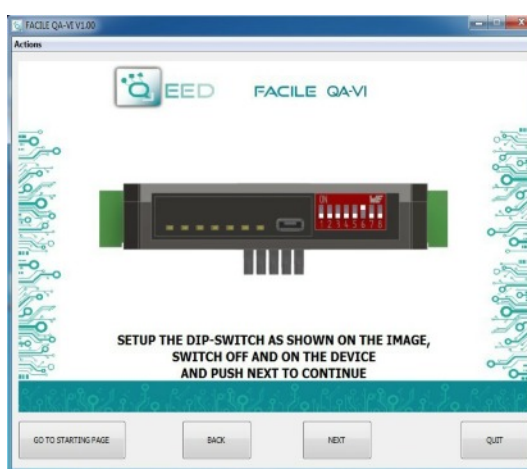 FACILE QA-VI V1.00
Actions
QEED FACILE QA-VI
ON
1 2 3 4 5 6 7 8
SETUP THE DIP-SWITCH AS SHOWN ON THE IMAGE,
SWITCH OFF AND ON THE DEVICE
AND PUSH NEXT TO CONTINUE
GO TO STARTING PAGE BACK NEXT QUIT